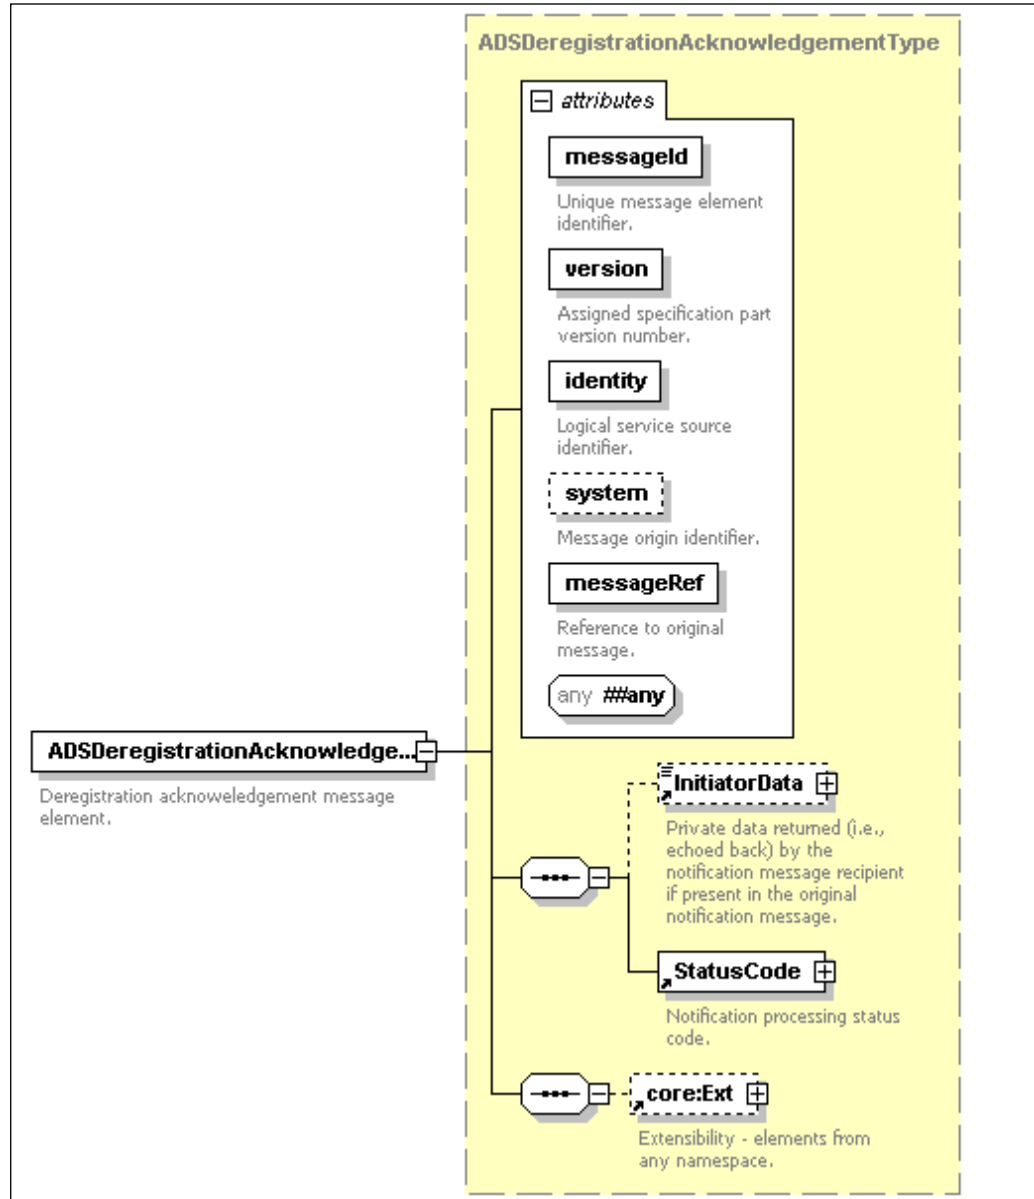 ADSDeregistrationAcknowledgementType
attributes
messageId
Unique message element
identifier.
version
Assigned specification part
version number.
identity
Logical service source
identifier.
system
Message origin identifier.
messageRef
Reference to original
message.
any ##any
ADSDeregistrationAcknowledge...
Deregistration acknoweledgement message
element.
InitiatorData
Private data returned (i.e.,
echoed back) by the
notification message recipient
if present in the original
notification message.
StatusCode
Notification processing status
code.
core:Ext
Extensibility - elements from
any namespace.